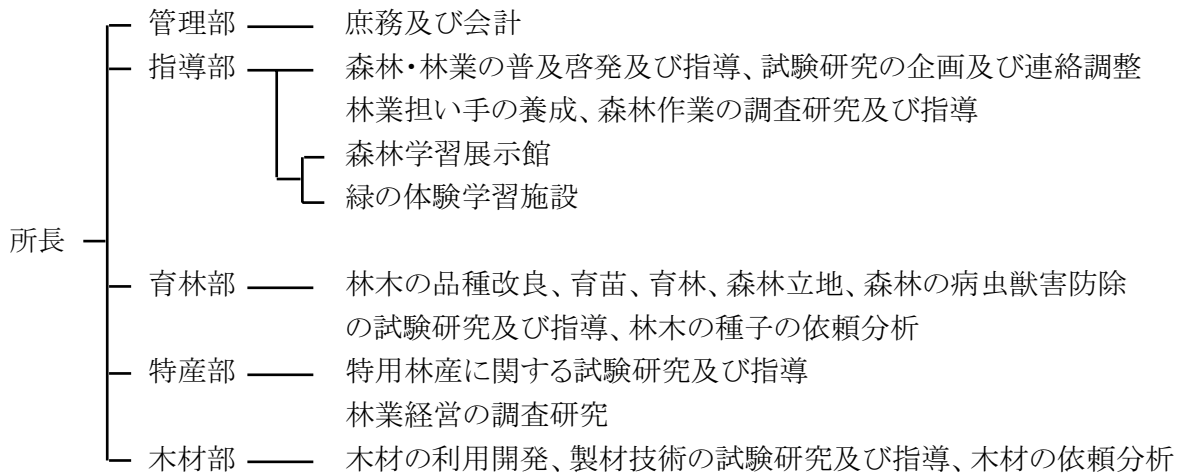 管理部 庶務及び会計
指導部 森林・林業の普及啓発及び指導、試験研究の企画及び連絡調整
林業担い手の養成、森林作業の調査研究及び指導
森林学習展示館
緑の体験学習施設
所長
育林部 林木の品種改良、育苗、育林、森林立地、森林の病虫獣害防除
の試験研究及び指導、林木の種子の依頼分析
特産部 特用林産に関する試験研究及び指導
林業経営の調査研究
木材部 木材の利用開発、製材技術の試験研究及び指導、木材の依頼分析